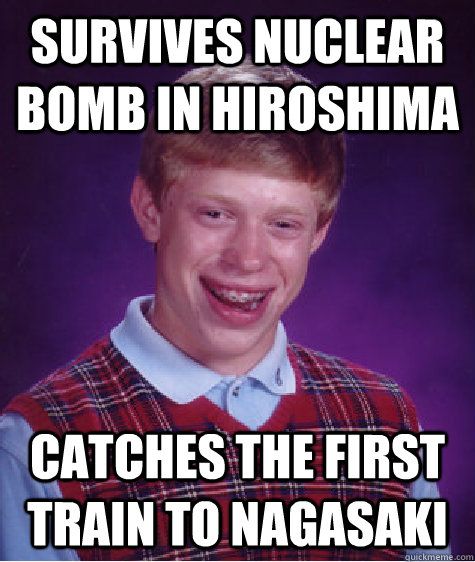 SURVIVES NUCLEAR
BOMB IN HIROSHIMA
CATCHES THE FIRST
TRAIN TO NAGASAKI
quickmeme.com